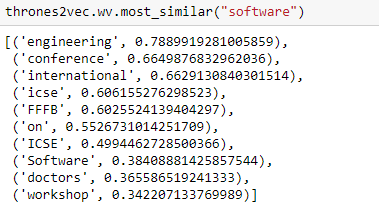 thrones2vec.wv.most_similar("software")
[('engineering', 0.7889919281005859),
('conference', 0.6649876832962036),
('international', 0.6629130840301514),
('icse', 0.606155276298523),
('FFFB', 0.6025524139404297),
('on', 0.5526731014251709),
('ICSE', 0.4994462728500366),
('Software', 0.38408881425857544),
('doctors', 0.365586519241333),
('workshop', 0.342207133769989)]